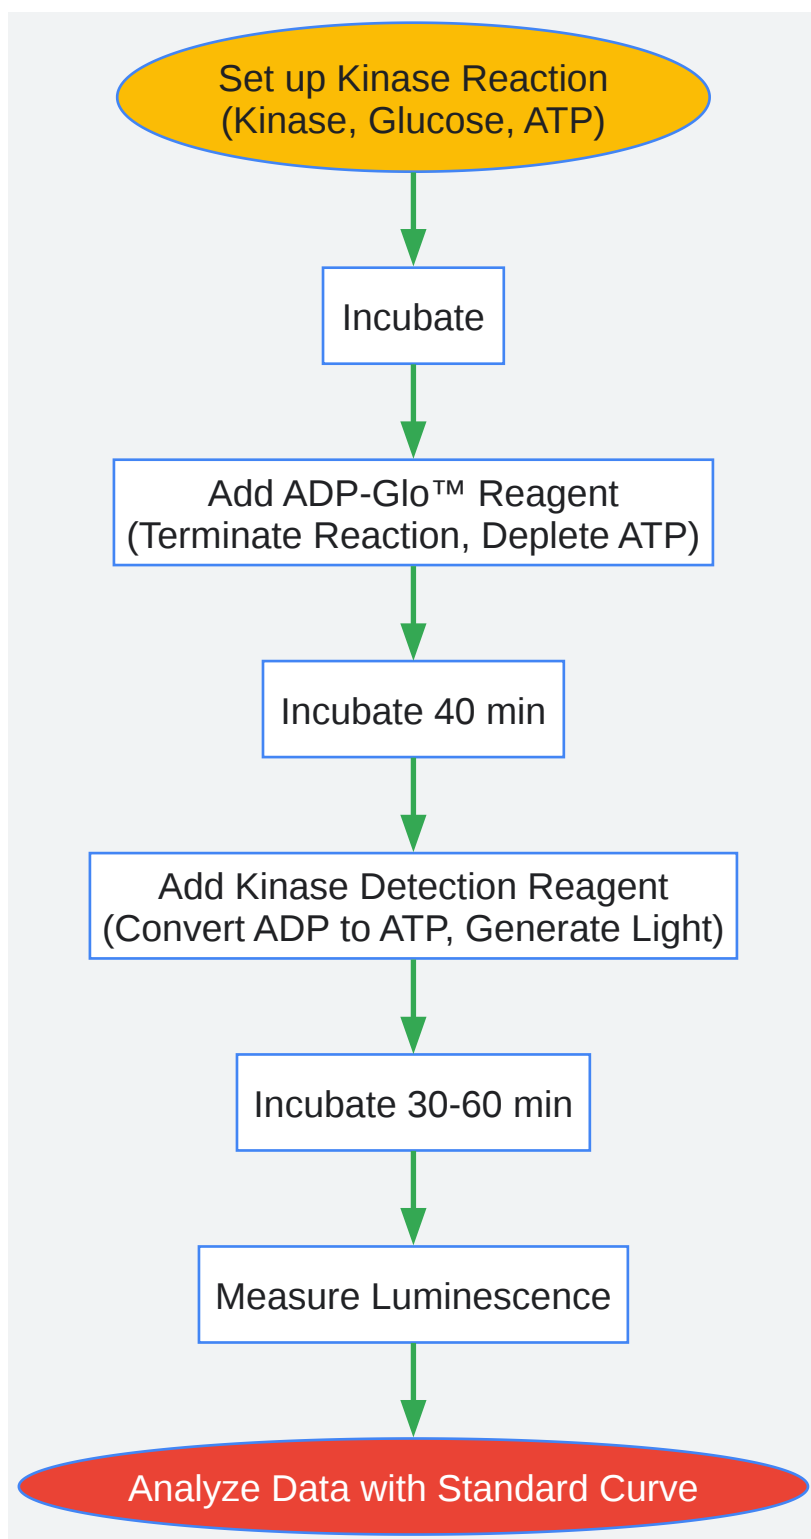 Set up Kinase Reaction
(Kinase, Glucose, ATP)
Incubate
Add ADP-Glo™ Reagent
(Terminate Reaction, Deplete ATP)
Incubate 40 min
Add Kinase Detection Reagent
(Convert ADP to ATP, Generate Light)
Incubate 30-60 min
Measure Luminescence
Analyze Data with Standard Curve